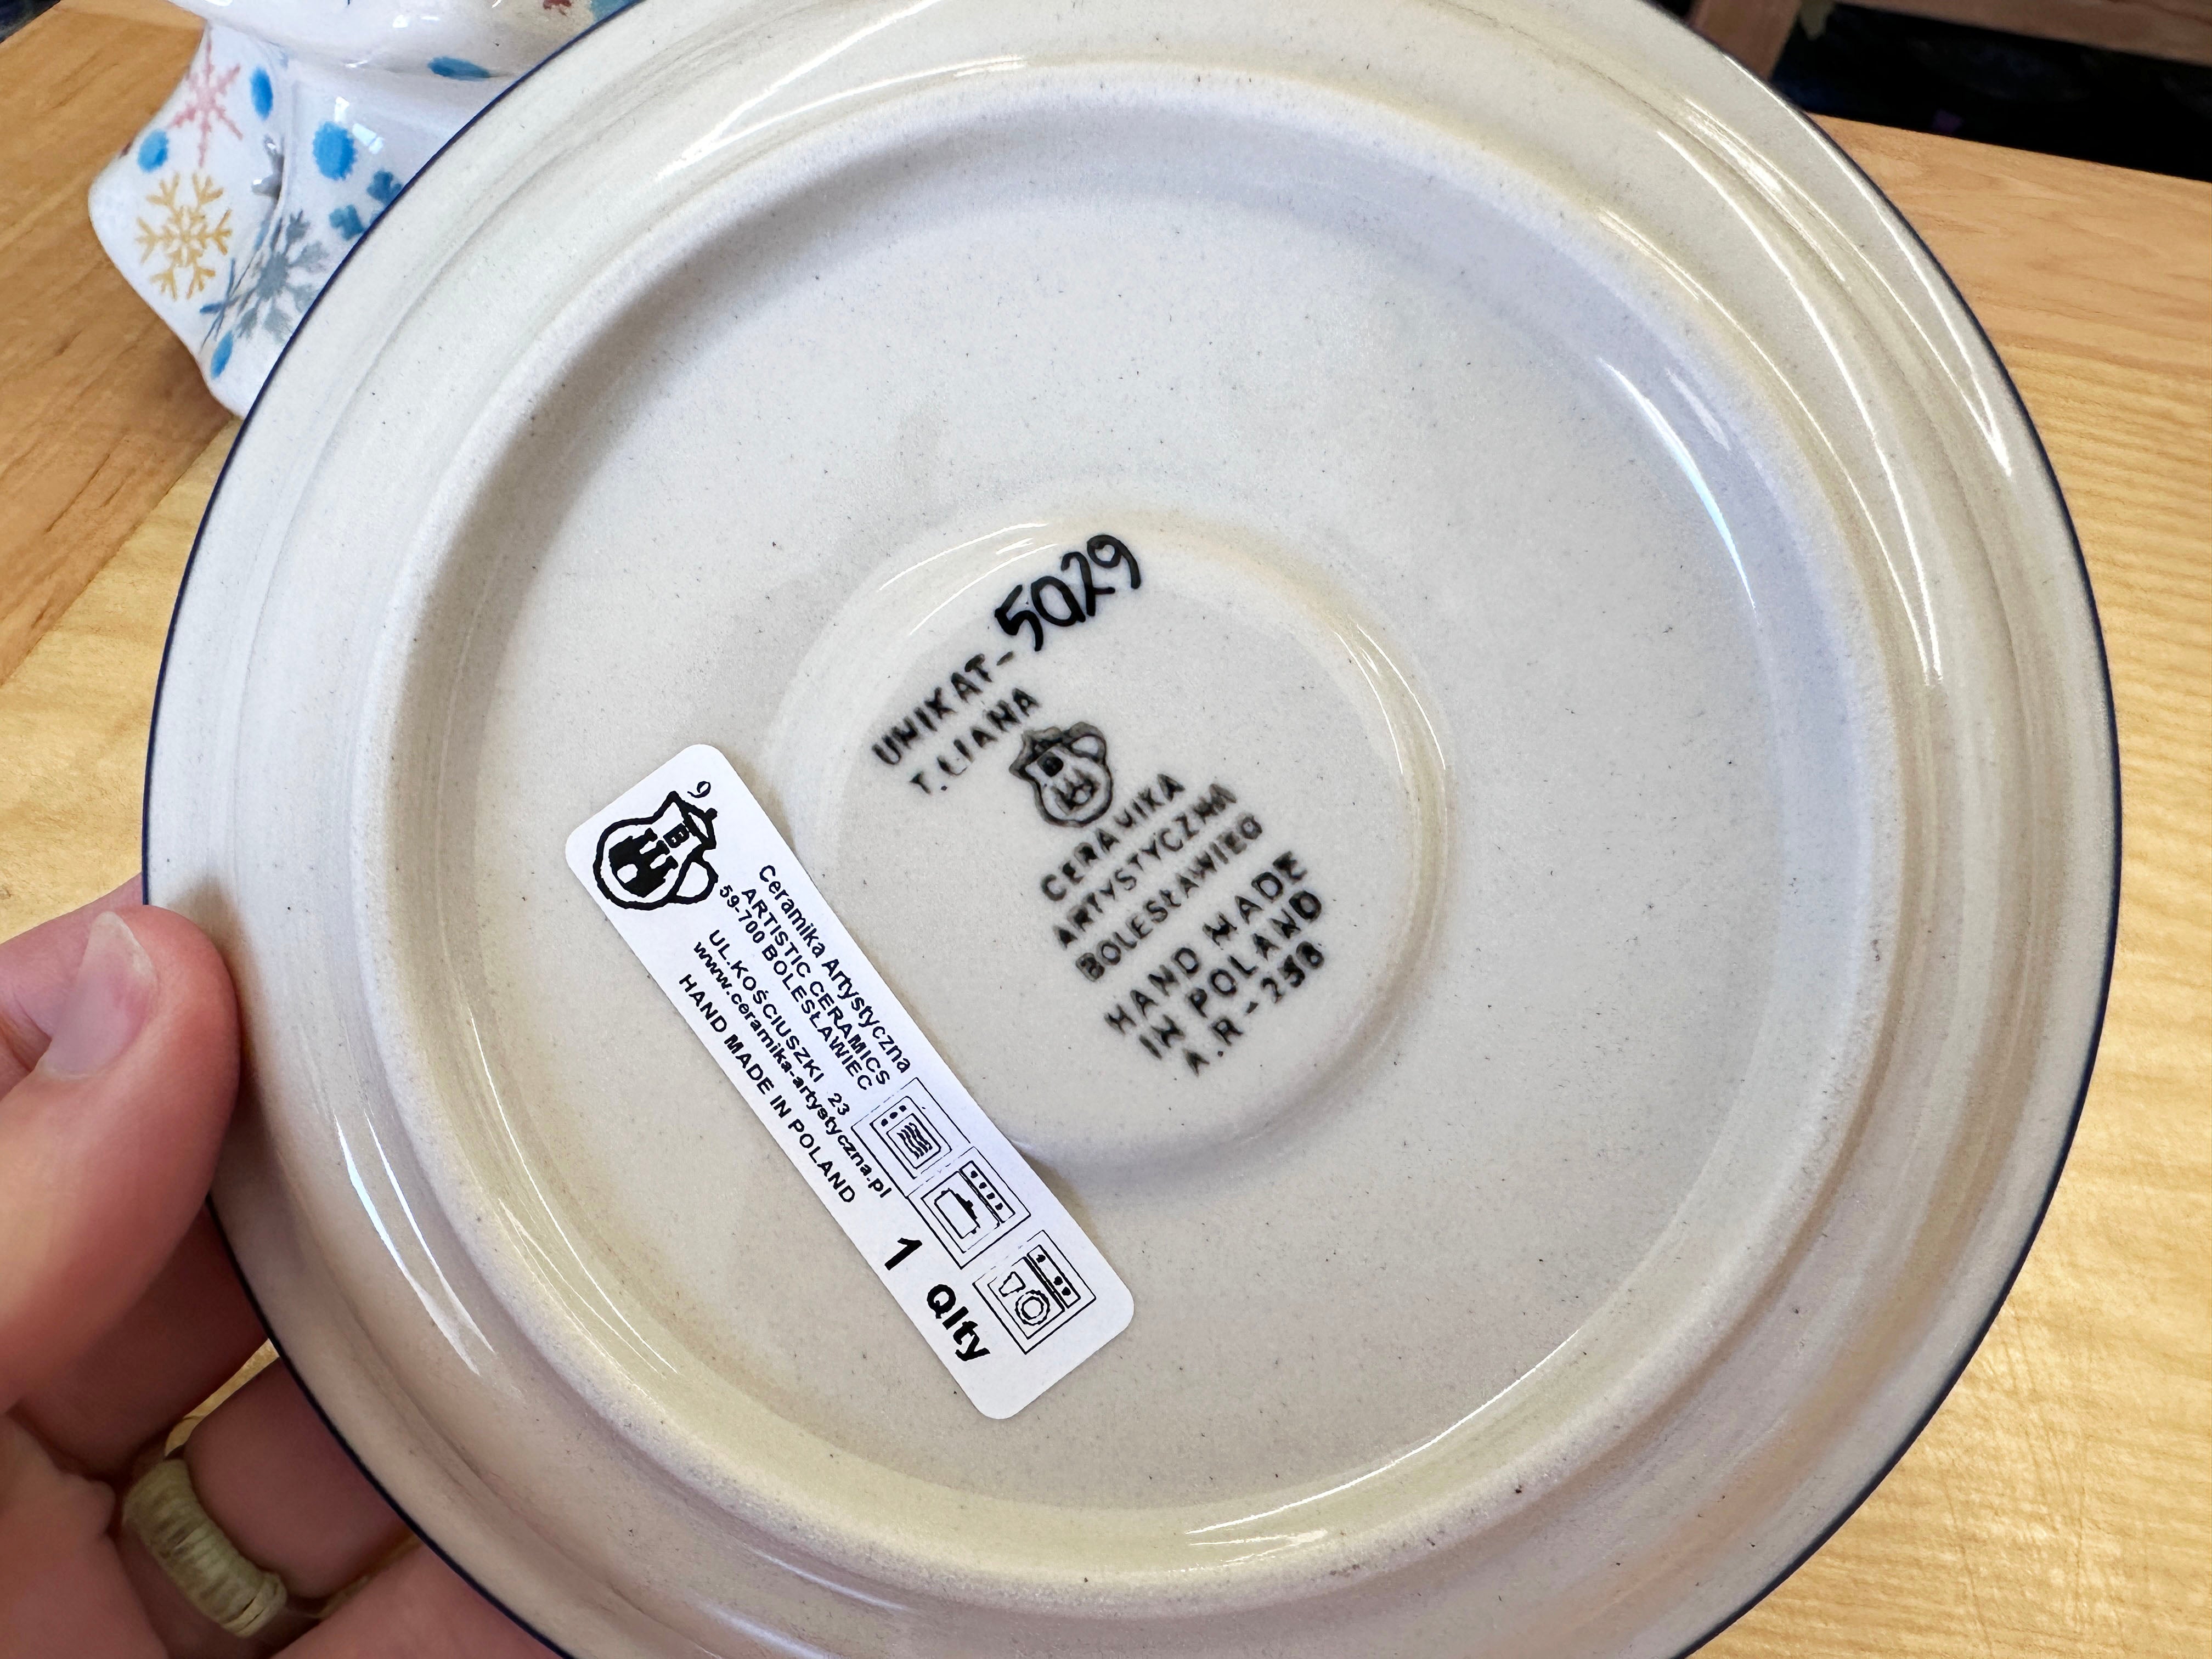 UNIKAT-5029
T.LIANA
B
CERAMIKA
ARTYSTYCZNA
BOLESŁAWIEC
HAND MADE
IN POLAND
A.R-258
9
B
Ceramika Artystyczna
ARTISTIC CERAMICS
59-700 BOLESŁAWIEC
UL.KOŚCIUSZKI 23
www.ceramika-artystyczna.pl
HAND MADE IN POLAND
1 Qlty